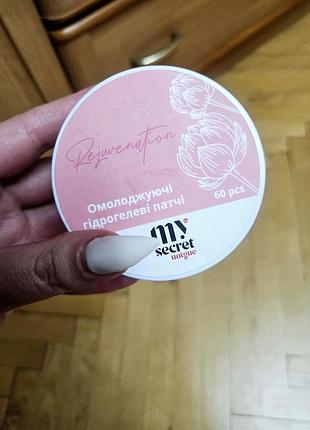 Rejuvenation
Омолоджуючі
гідрогелеві патчі
60 pcs
my
secret
unique